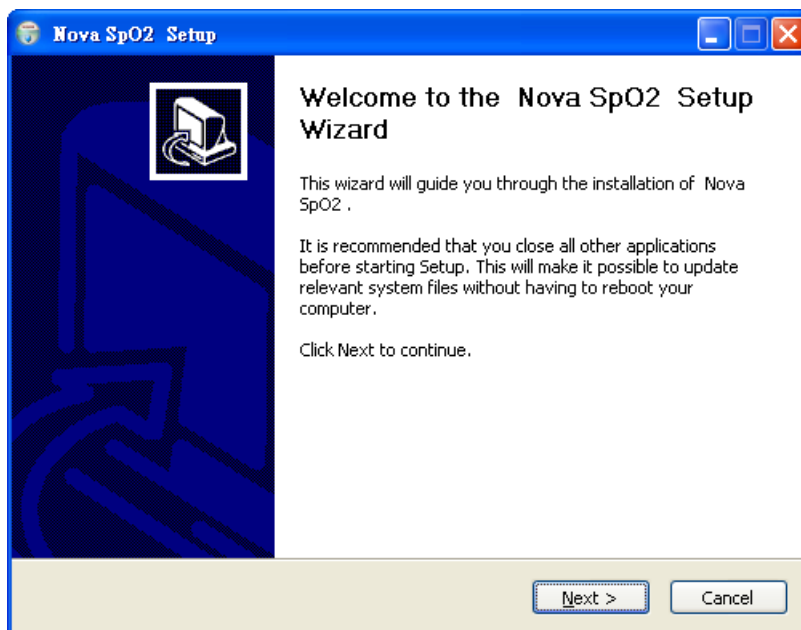 Nova SpO2 Setup
Welcome to the Nova SpO2 Setup
Wizard
This wizard will guide you through the installation of Nova
SpO2 .
It is recommended that you close all other applications
before starting Setup. This will make it possible to update
relevant system files without having to reboot your
computer.
Click Next to continue.
Next >
Cancel